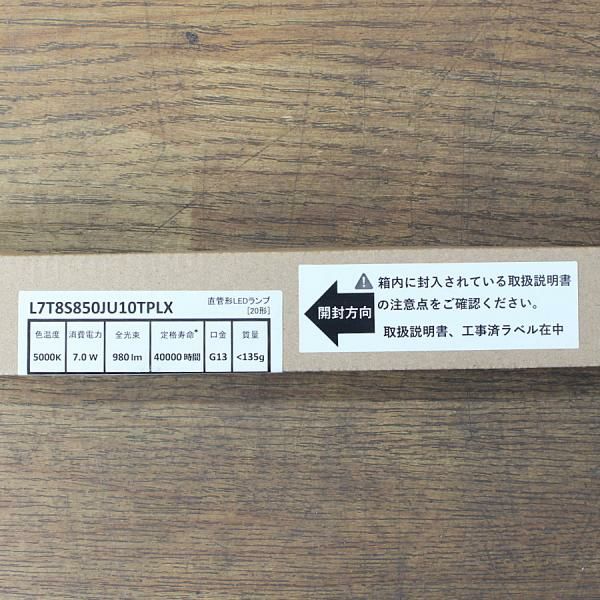 L7T8S850JU10TPLX
直管形LEDランプ
[20形]
色温度 消費電力 全光束 定格寿命* 口金 質量
5000K 7.0 W 980 lm 40000 時間 G13 <135g
開封方向
箱内に封入されている取扱説明書
の注意点をご確認ください。
取扱説明書、工事済ラベル在中